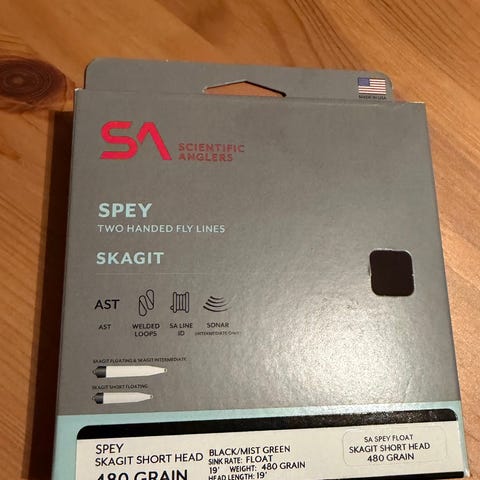 MADE IN USA
SA
SCIENTIFIC
ANGLERS
SPEY
TWO HANDED FLY LINES
SKAGIT
AST
AST
WELDED
LOOPS
SA LINE
ID
SONAR
(INTERMEDIATE ONLY)
SKAGIT FLOATING & SKAGIT INTERMEDIATE
SKAGIT SHORT FLOATING
SPEY
SKAGIT SHORT HEAD
480 GRAIN
BLACK/MIST GREEN
SINK RATE: FLOAT
19' WEIGHT: 480 GRAIN
HEAD LENGTH: 19'
SA SPEY FLOAT
SKAGIT SHORT HEAD
480 GRAIN